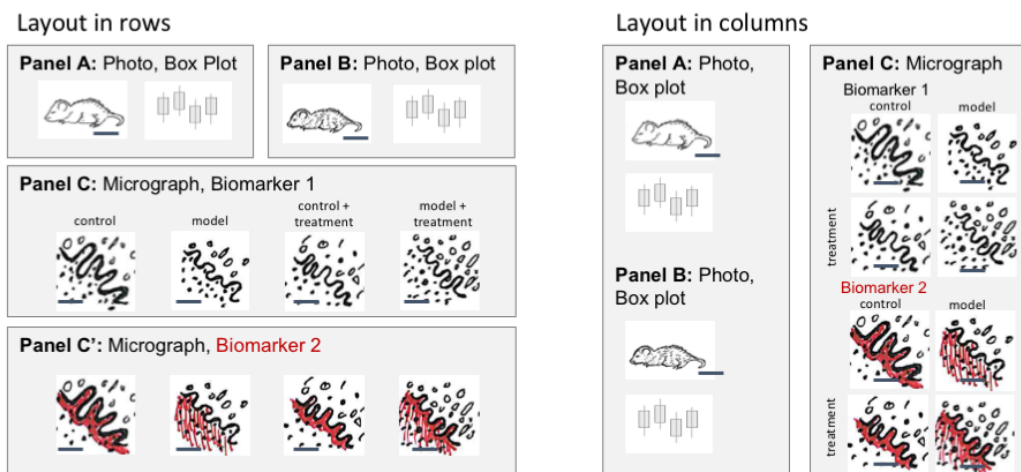 Layout in rows
Panel A: Photo, Box Plot
Panel B: Photo, Box plot
Panel C: Micrograph, Biomarker 1
control
model
control +
treatment
model +
treatment
Panel C’: Micrograph, Biomarker 2
Layout in columns
Panel A: Photo,
Box plot
Panel B: Photo,
Box plot
Panel C: Micrograph
Biomarker 1
control
model
treatment
Biomarker 2
control
model
treatment